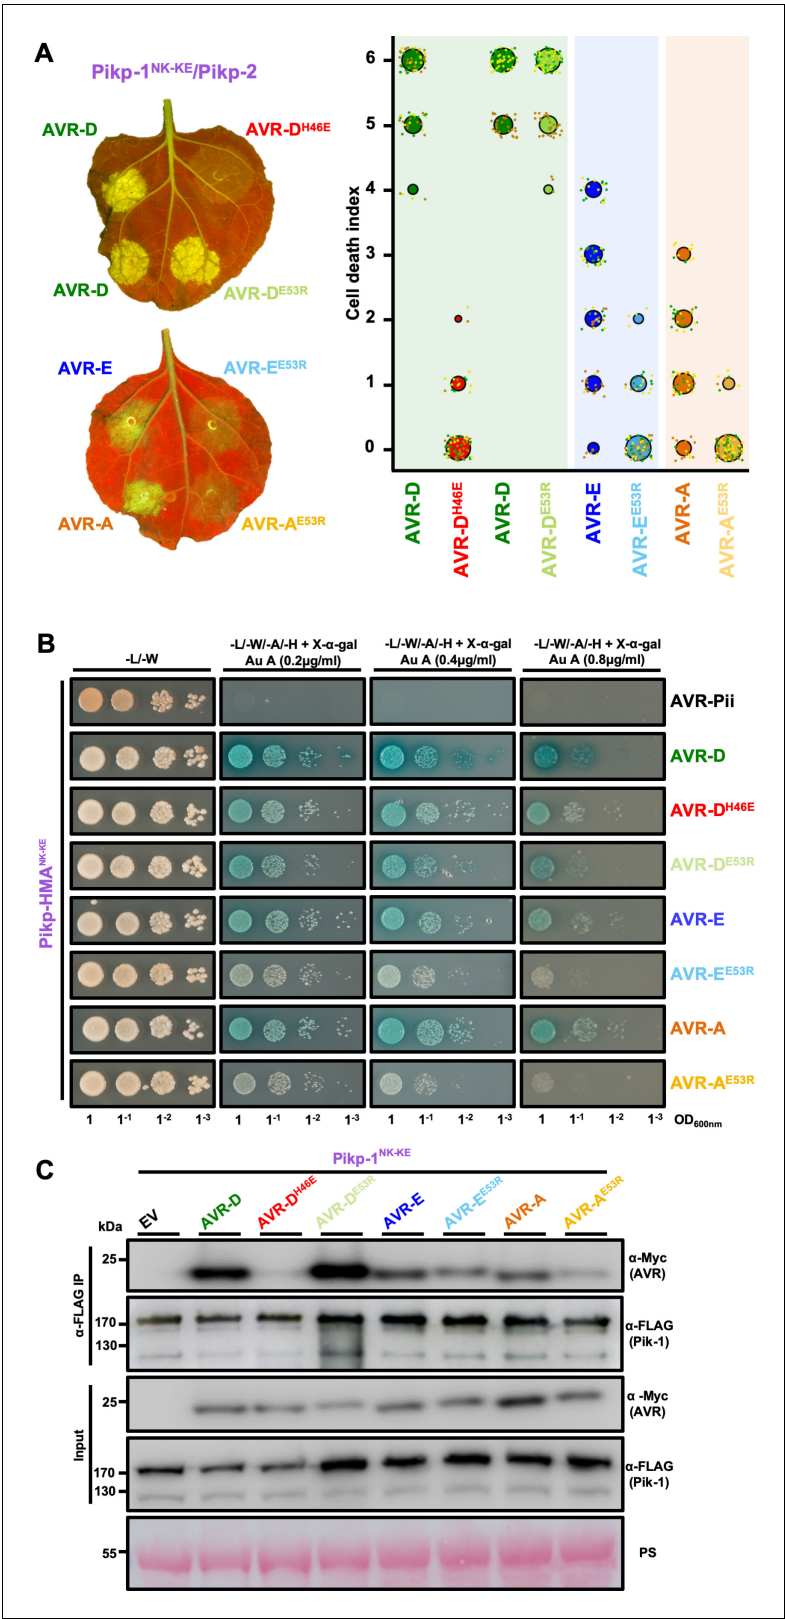 A
Pikp-1NK-KE/Pikp-2
AVR-D
AVR-DH46E
AVR-D
AVR-DE53R
AVR-E
AVR-EE53R
AVR-A
AVR-AE53R
Cell death index
6
5
4
3
2
1
0
AVR-D
AVR-DH46E
AVR-D
AVR-DE53R
AVR-E
AVR-EE53R
AVR-A
AVR-AE53R
B
-L/-W
-L/-W/-A/-H + X-α-gal
Au A (0.2µg/ml)
-L/-W/-A/-H + X-α-gal
Au A (0.4µg/ml)
-L/-W/-A/-H + X-α-gal
Au A (0.8µg/ml)
Pikp-HMANK-KE
AVR-Pii
AVR-D
AVR-DH46E
AVR-DE53R
AVR-E
AVR-EE53R
AVR-A
AVR-AE53R
1 1-1 1-2 1-3 1 1-1 1-2 1-3 1 1-1 1-2 1-3 1 1-1 1-2 1-3 OD600nm
C
Pikp-1NK-KE
kDa
EV
AVR-D
AVR-DH46E
AVR-DE53R
AVR-E
AVR-EE53R
AVR-A
AVR-AE53R
α-FLAG IP
25
α-Myc
(AVR)
170
130
α-FLAG
(Pik-1)
Input
25
α -Myc
(AVR)
170
130
α-FLAG
(Pik-1)
55
PS